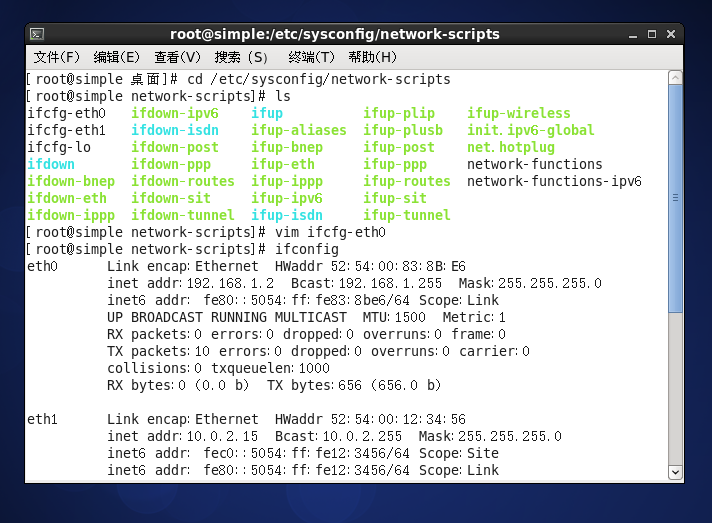 root@simple:/etc/sysconfig/network-scripts
文件(F) 编辑(E) 查看(V) 搜索 (S) 终端(T) 帮助(H)
[root@simple 桌面]# cd /etc/sysconfig/network-scripts
[root@simple network-scripts]# ls
ifcfg-eth0 ifdown-ipv6 ifup ifup-plip ifup-wireless
ifcfg-eth1 ifdown-isdn ifup-aliases ifup-plusb init.ipv6-global
ifcfg-lo ifdown-post ifup-bnep ifup-post net.hotplug
ifdown ifdown-ppp ifup-eth ifup-ppp network-functions
ifdown-bnep ifdown-routes ifup-ippp ifup-routes network-functions-ipv6
ifdown-eth ifdown-sit ifup-ipv6 ifup-sit
ifdown-ippp ifdown-tunnel ifup-isdn ifup-tunnel
[root@simple network-scripts]# vim ifcfg-eth0
[root@simple network-scripts]# ifconfig
eth0 Link encap:Ethernet HWaddr 52:54:00:83:8B:E6
inet addr:192.168.1.2 Bcast:192.168.1.255 Mask:255.255.255.0
inet6 addr: fe80::5054:ff:fe83:8be6/64 Scope:Link
UP BROADCAST RUNNING MULTICAST MTU:1500 Metric:1
RX packets:0 errors:0 dropped:0 overruns:0 frame:0
TX packets:10 errors:0 dropped:0 overruns:0 carrier:0
collisions:0 txqueuelen:1000
RX bytes:0 (0.0 b) TX bytes:656 (656.0 b)
eth1 Link encap:Ethernet HWaddr 52:54:00:12:34:56
inet addr:10.0.2.15 Bcast:10.0.2.255 Mask:255.255.255.0
inet6 addr: fec0::5054:ff:fe12:3456/64 Scope:Site
inet6 addr: fe80::5054:ff:fe12:3456/64 Scope:Link